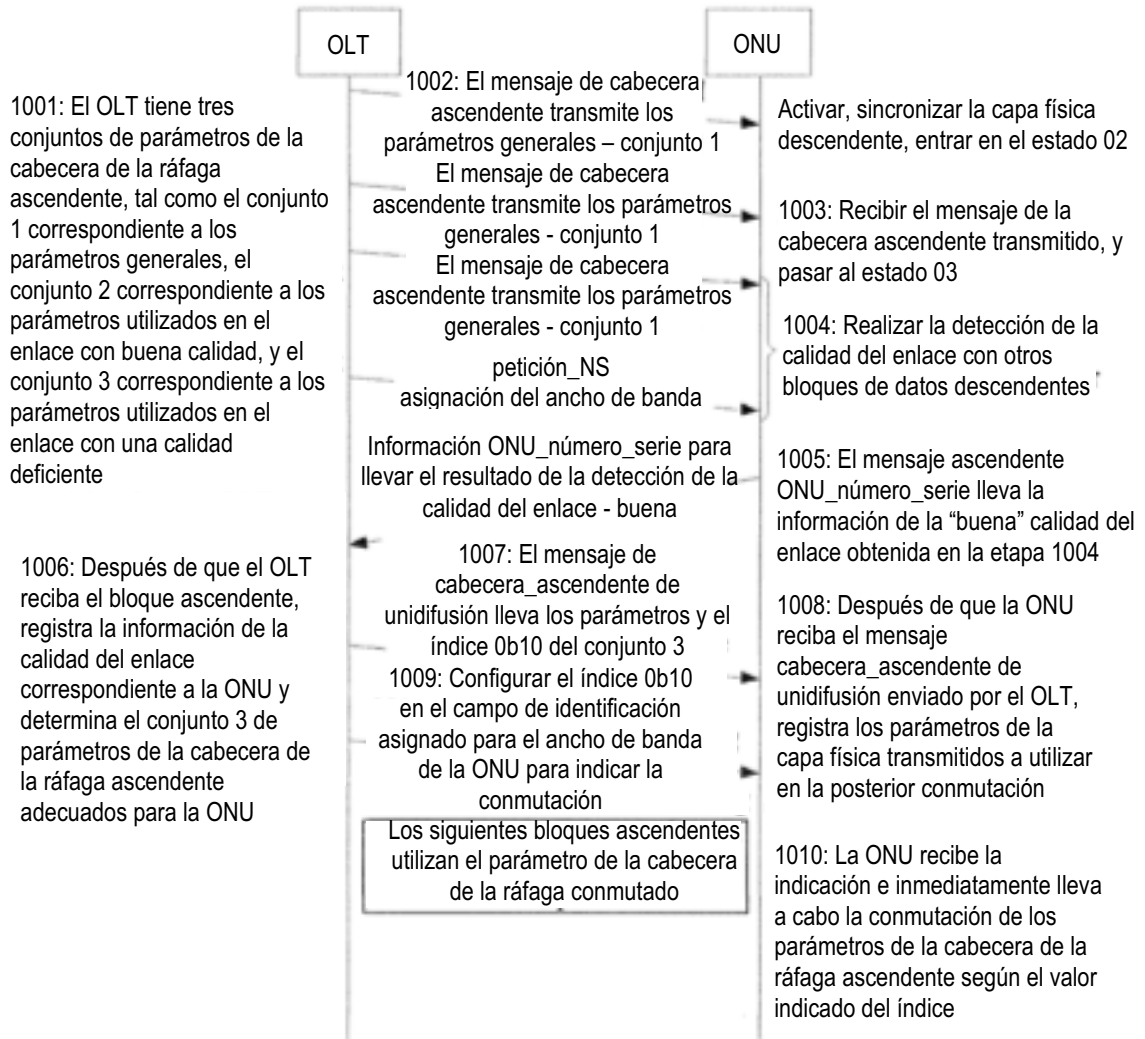 OLT
ONU
1001: El OLT tiene tres
conjuntos de parámetros de la
cabecera de la ráfaga
ascendente, tal como el conjunto
1 correspondiente a los
parámetros generales, el
conjunto 2 correspondiente a los
parámetros utilizados en el
enlace con buena calidad, y el
conjunto 3 correspondiente a los
parámetros utilizados en el
enlace con una calidad
deficiente
1002: El mensaje de cabecera
ascendente transmite los
parámetros generales – conjunto 1
El mensaje de cabecera
ascendente transmite los parámetros
generales - conjunto 1
El mensaje de cabecera
ascendente transmite los parámetros
generales - conjunto 1
petición_NS
asignación del ancho de banda
Activar, sincronizar la capa física
descendente, entrar en el estado 02
1003: Recibir el mensaje de la
cabecera ascendente transmitido, y
pasar al estado 03
1004: Realizar la detección de la
calidad del enlace con otros
bloques de datos descendentes
Información ONU_número_serie para
llevar el resultado de la detección de la
calidad del enlace - buena
1005: El mensaje ascendente
ONU_número_serie lleva la
información de la “buena” calidad del
enlace obtenida en la etapa 1004
1006: Después de que el OLT
reciba el bloque ascendente,
registra la información de la
calidad del enlace
correspondiente a la ONU y
determina el conjunto 3 de
parámetros de la cabecera de
la ráfaga ascendente
adecuados para la ONU
1007: El mensaje de
cabecera_ascendente de
unidifusión lleva los parámetros y el
índice 0b10 del conjunto 3
1008: Después de que la ONU
reciba el mensaje
cabecera_ascendente de
unidifusión enviado por el OLT,
registra los parámetros de la
capa física transmitidos a utilizar
en la posterior conmutación
1009: Configurar el índice 0b10
en el campo de identificación
asignado para el ancho de banda
de la ONU para indicar la
conmutación
Los siguientes bloques ascendentes
utilizan el parámetro de la cabecera
de la ráfaga conmutado
1010: La ONU recibe la
indicación e inmediatamente lleva
a cabo la conmutación de los
parámetros de la cabecera de la
ráfaga ascendente según el valor
indicado del índice